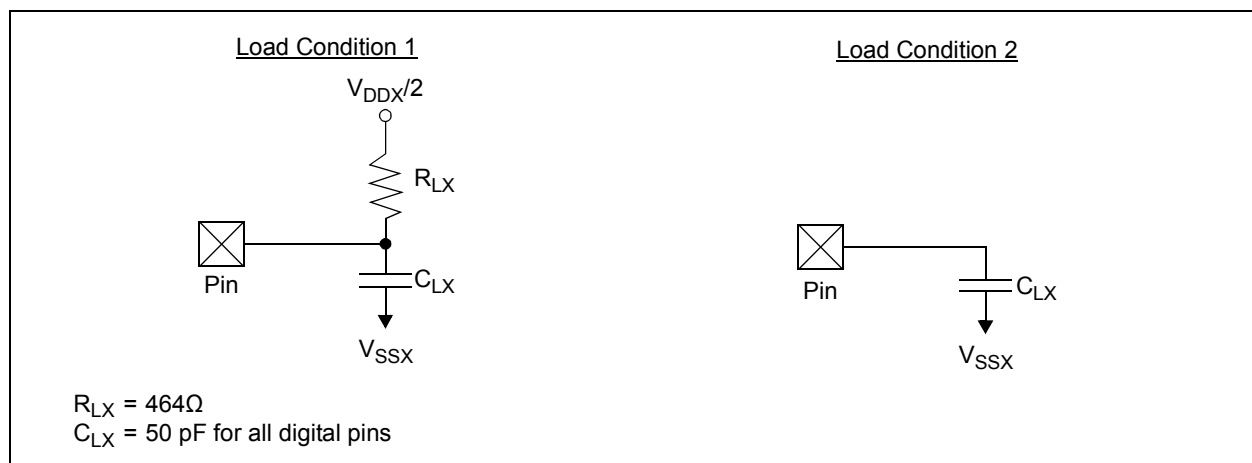 Load Condition 1
V_DDX/2
R_LX
Pin
C_LX
V_SSX
R_LX = 464Ω
C_LX = 50 pF for all digital pins
Load Condition 2
Pin
C_LX
V_SSX